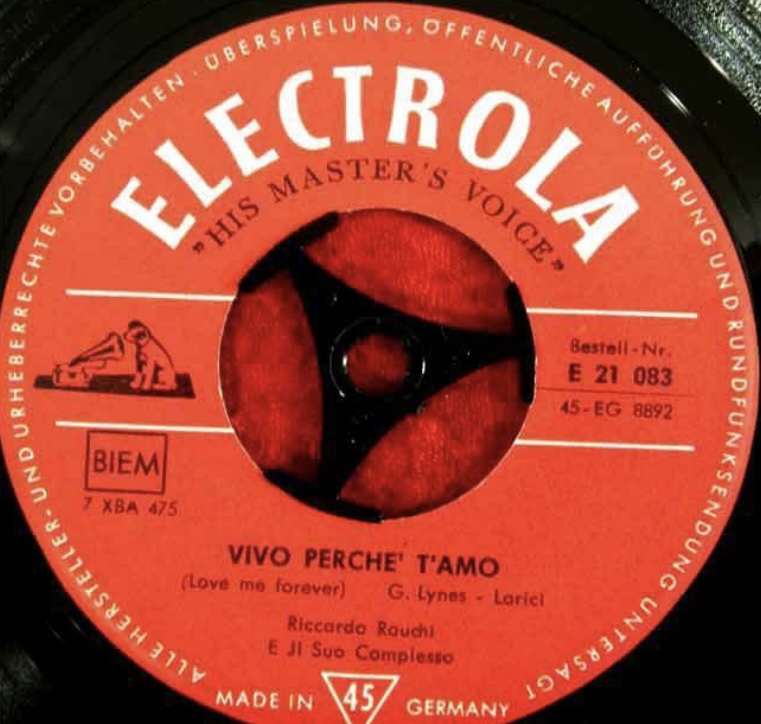 ALLE HERSTELLER- UND URHEBERRECHTE VORBEHALTEN · ÜBERSPIELUNG, ÖFFENTLICHE AUFFÜHRUNG UND RUNDFUNKSENDUNG UNTERSAGT
ELECTROLA
„HIS MASTER'S VOICE"
Bestell-Nr.
E 21 083
45-EG 8892
BIEM
7 XBA 475
VIVO PERCHE' T'AMO
(Love me forever) G. Lynes - Larici
Riccardo Rauchi
E JI Suo Complesso
MADE IN 45 GERMANY